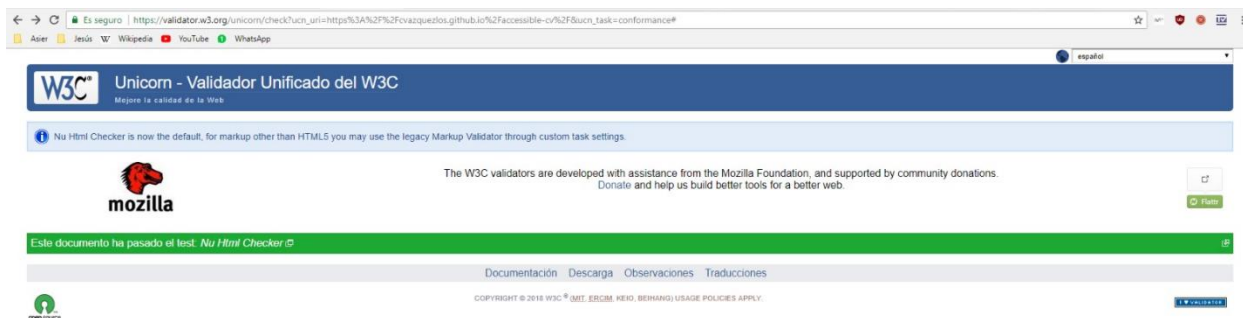 Es seguro | https://validator.w3.org/unicorn/check?ucn_uri=https%3A%2F%2Fcvazquezlos.github.io%2Faccessible-cv%2F&ucn_task=conformance#
Asier Jesús W Wikipedia YouTube WhatsApp
español
W3C® Unicorn - Validador Unificado del W3C
Mejore la calidad de la Web
Nu Html Checker is now the default, for markup other than HTML5 you may use the legacy Markup Validator through custom task settings.
mozilla
The W3C validators are developed with assistance from the Mozilla Foundation, and supported by community donations.
Donate and help us build better tools for a better web.
Flattr
Este documento ha pasado el test: Nu Html Checker
Documentación Descarga Observaciones Traducciones
COPYRIGHT © 2018 W3C ® (MIT, ERCIM, KEIO, BEIHANG) USAGE POLICIES APPLY.
open source
I ♥ VALIDATOR